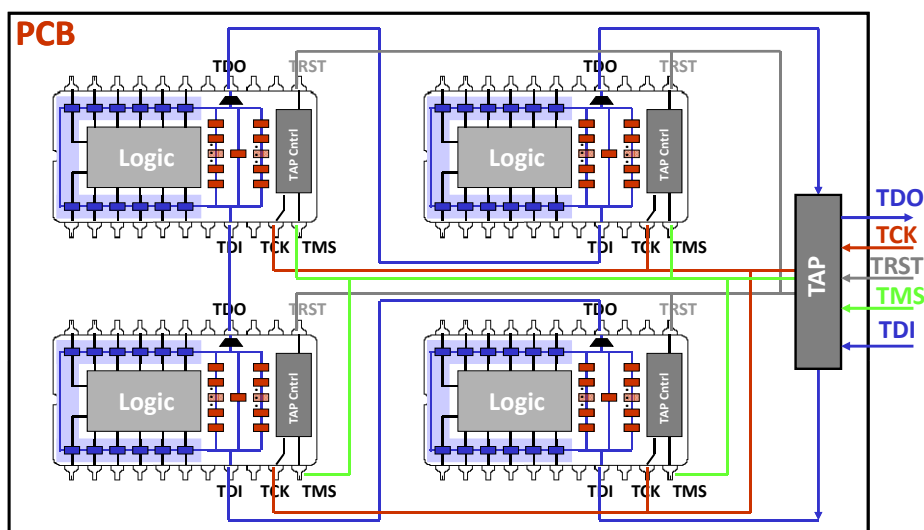 PCB
TDO TRST
TDO TRST
Logic
TAP Cntrl
Logic
TAP Cntrl
TDI TCK TMS
TDI TCK TMS
TAP
TDO
TCK
TRST
TMS
TDI
TDO TRST
TDO TRST
Logic
TAP Cntrl
Logic
TAP Cntrl
TDI TCK TMS
TDI TCK TMS